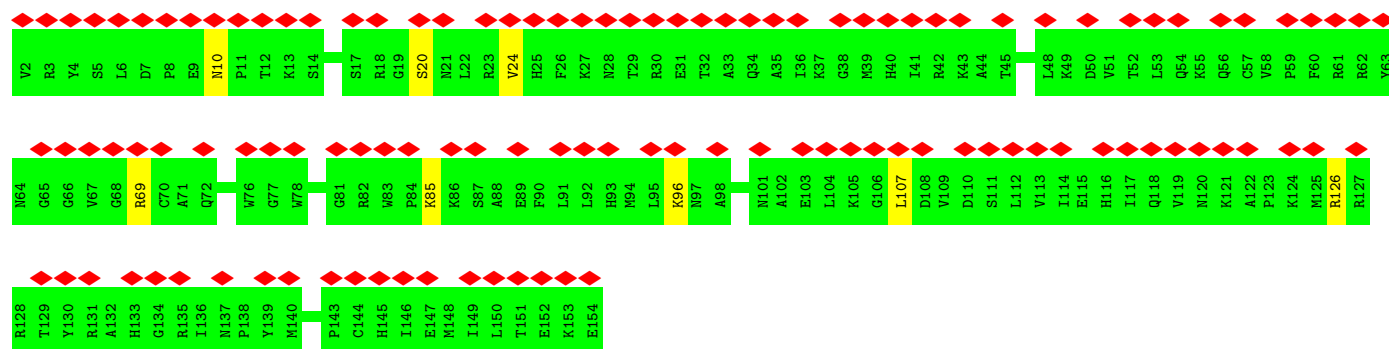 V2 R3 Y4 S5 L6 D7 P8 E9 N10 P11 T12 K13 S14 S17 R18 G19 S20 N21 L22 R23 V24 H25 F26 K27 N28 T29 R30 E31 T32 A33 Q34 A35 I36 K37 G38 M39 H40 I41 R42 K43 A44 T45 L48 K49 D50 V51 T52 L53 Q54 K55 Q56 C57 V58 P59 F60 R61 R62 Y63
N64 G65 G66 V67 G68 R69 C70 A71 Q72 W76 G77 W78 G81 R82 W83 P84 K85 K86 S87 A88 E89 F90 L91 L92 H93 M94 L95 K96 N97 A98 N101 A102 E103 L104 K105 G106 L107 D108 V109 D110 S111 L112 V113 I114 E115 H116 I117 Q118 V119 N120 K121 A122 P123 K124 M125 R126 R127
R128 T129 Y130 R131 A132 H133 G134 R135 I136 N137 P138 Y139 M140 P143 C144 H145 I146 E147 M148 I149 L150 T151 E152 K153 E154